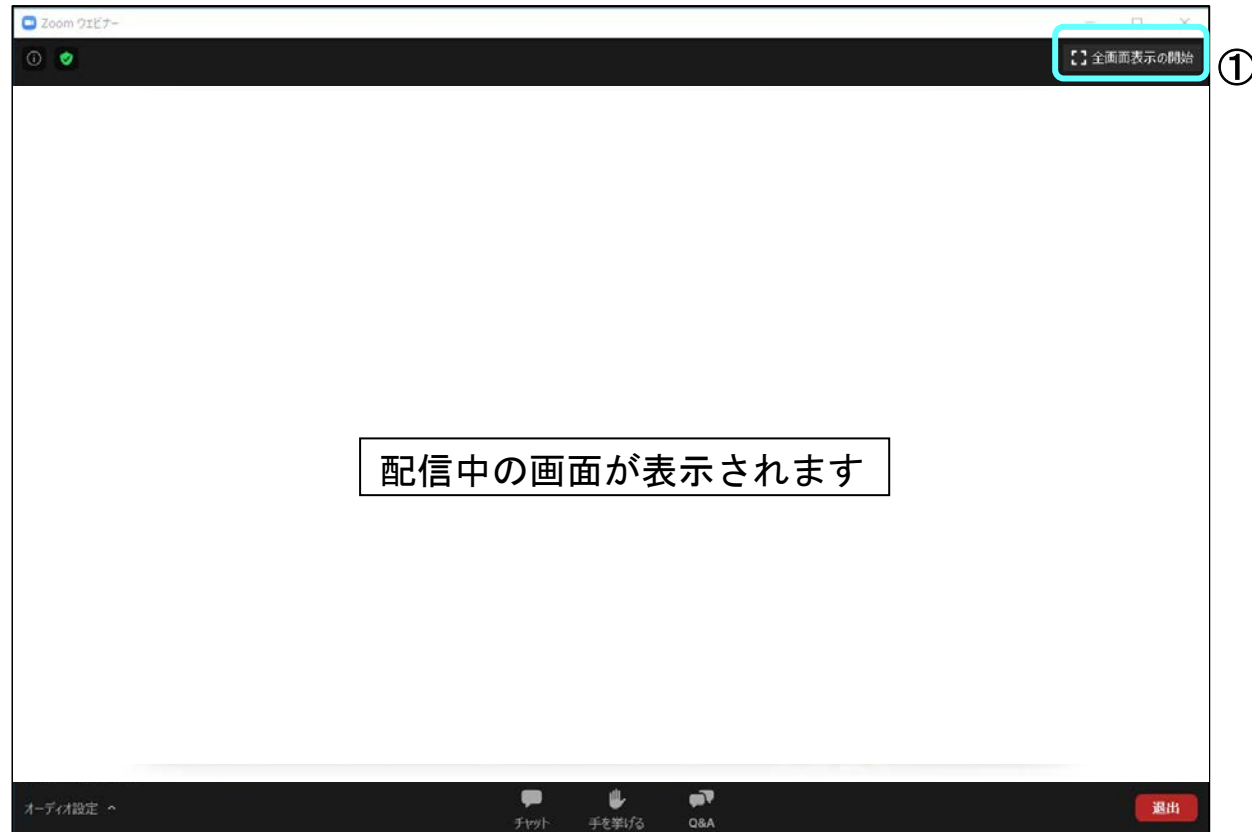 Zoom ウェビナー
全画面表示の開始
①
配信中の画面が表示されます
オーディオ設定
チャット
手を挙げる
Q&A
退出